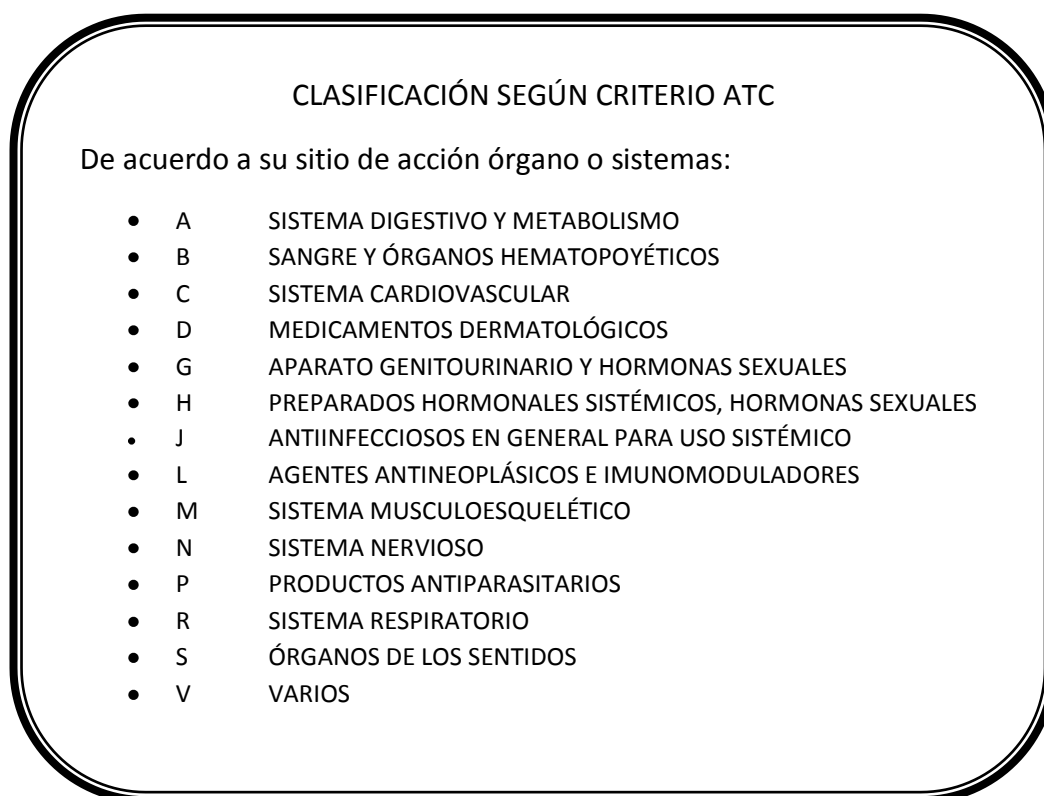 CLASIFICACIÓN SEGÚN CRITERIO ATC
De acuerdo a su sitio de acción órgano o sistemas:
• A SISTEMA DIGESTIVO Y METABOLISMO
• B SANGRE Y ÓRGANOS HEMATOPOYÉTICOS
• C SISTEMA CARDIOVASCULAR
• D MEDICAMENTOS DERMATOLÓGICOS
• G APARATO GENITOURINARIO Y HORMONAS SEXUALES
• H PREPARADOS HORMONALES SISTÉMICOS, HORMONAS SEXUALES
• J ANTIINFECCIOSOS EN GENERAL PARA USO SISTÉMICO
• L AGENTES ANTINEOPLÁSICOS E IMUNOMODULADORES
• M SISTEMA MUSCULOESQUELÉTICO
• N SISTEMA NERVIOSO
• P PRODUCTOS ANTIPARASITARIOS
• R SISTEMA RESPIRATORIO
• S ÓRGANOS DE LOS SENTIDOS
• V VARIOS